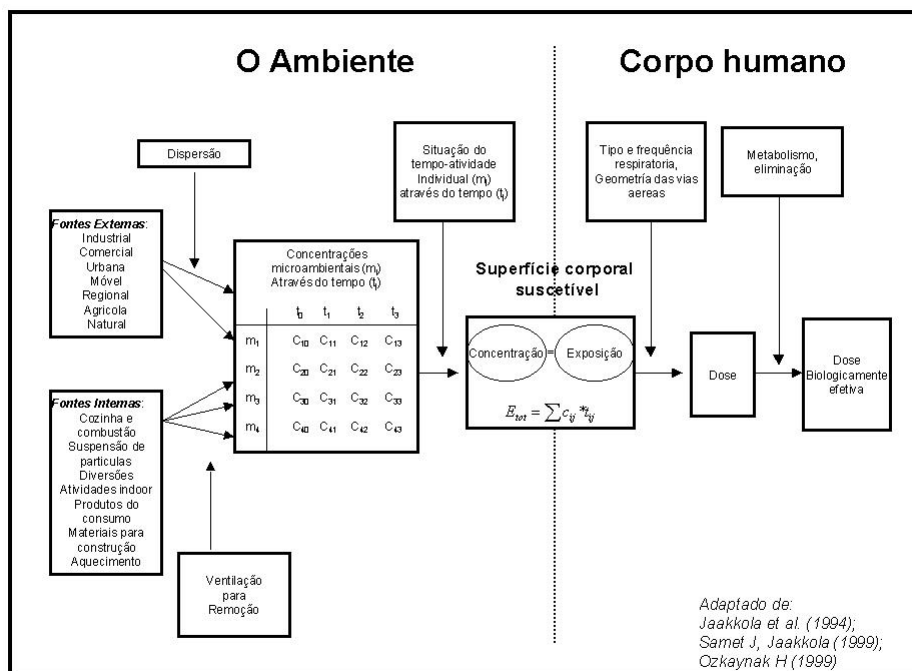 O Ambiente
Corpo humano
Dispersão
Situação do
tempo-atividade
Individual (mᵢ)
através do tempo (tⱼ)
Tipo e frequência
respiratoria,
Geometría das vias
aereas
Metabolismo,
eliminação
Fontes Externas:
Industrial
Comercial
Urbana
Móvel
Regional
Agricola
Natural
Concentrações
microambientais (mᵢ)
Através do tempo (tⱼ)
t₀ t₁ t₂ t₃
m₁ C₁₀ C₁₁ C₁₂ C₁₃
m₂ C₂₀ C₂₁ C₂₂ C₂₃
m₃ C₃₀ C₃₁ C₃₂ C₃₃
m₄ C₄₀ C₄₁ C₄₂ C₄₃
Superfície corporal
suscetível
Concentração = Exposição
Eₜₒₜ = ∑ cᵢⱼ * tᵢⱼ
Dose
Dose
Biologicamente
efetiva
Fontes Internas:
Cozinha e
combustão
Suspensão de
particulas
Diversões
Atividades indoor
Produtos do
consumo
Materiais para
construção
Aquecimento
Ventilação
para
Remoção
Adaptado de:
Jaakkola et al. (1994);
Samet J, Jaakkola (1999);
Ozkaynak H (1999)